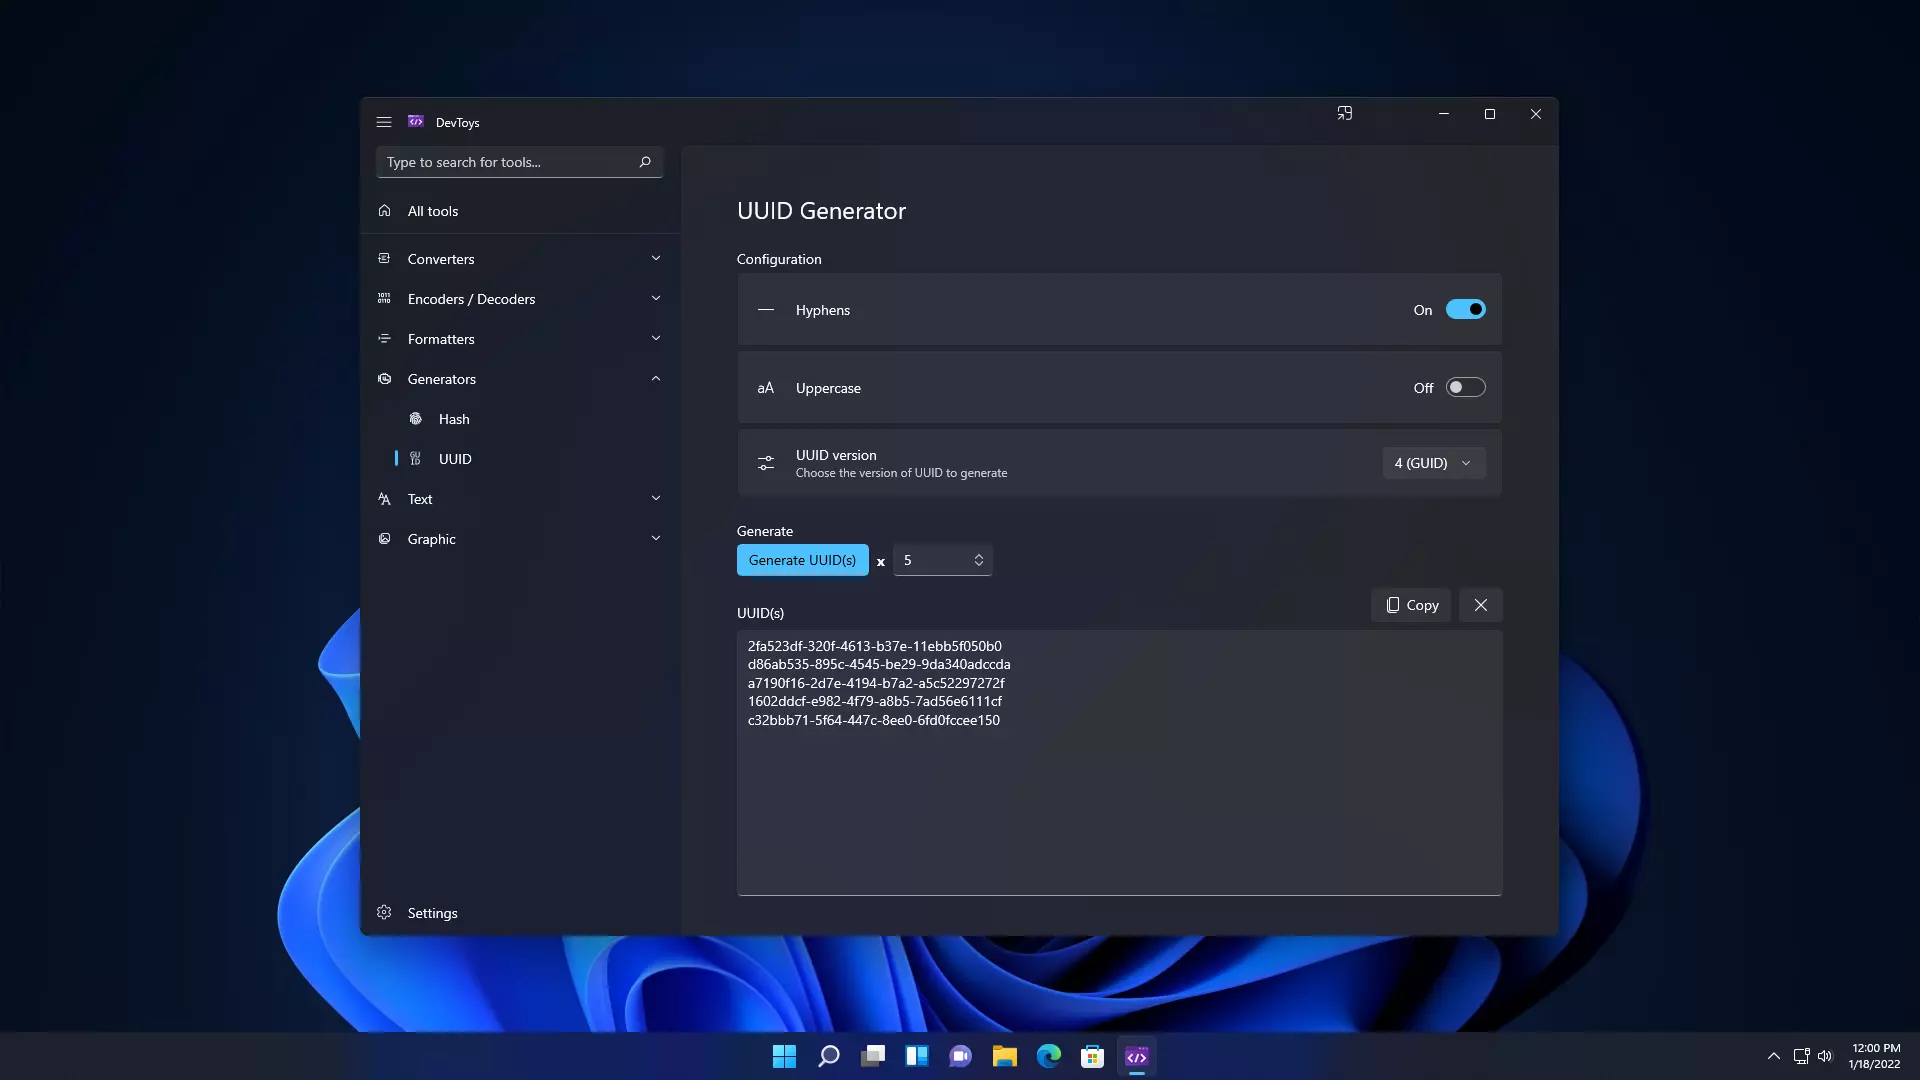 DevToys
Type to search for tools...
All tools
Converters
Encoders / Decoders
Formatters
Generators
Hash
UUID
Text
Graphic
Settings
UUID Generator
Configuration
Hyphens
On
aA
Uppercase
Off
UUID version
Choose the version of UUID to generate
4 (GUID)
Generate
Generate UUID(s)
x
5
UUID(s)
Copy
2fa523df-320f-4613-b37e-11ebb5f050b0
d86ab535-895c-4545-be29-9da340adccda
a7190f16-2d7e-4194-b7a2-a5c52297272f
1602ddcf-e982-4f79-a8b5-7ad56e6111cf
c32bbb71-5f64-447c-8ee0-6fd0fccee150
12:00 PM
1/18/2022